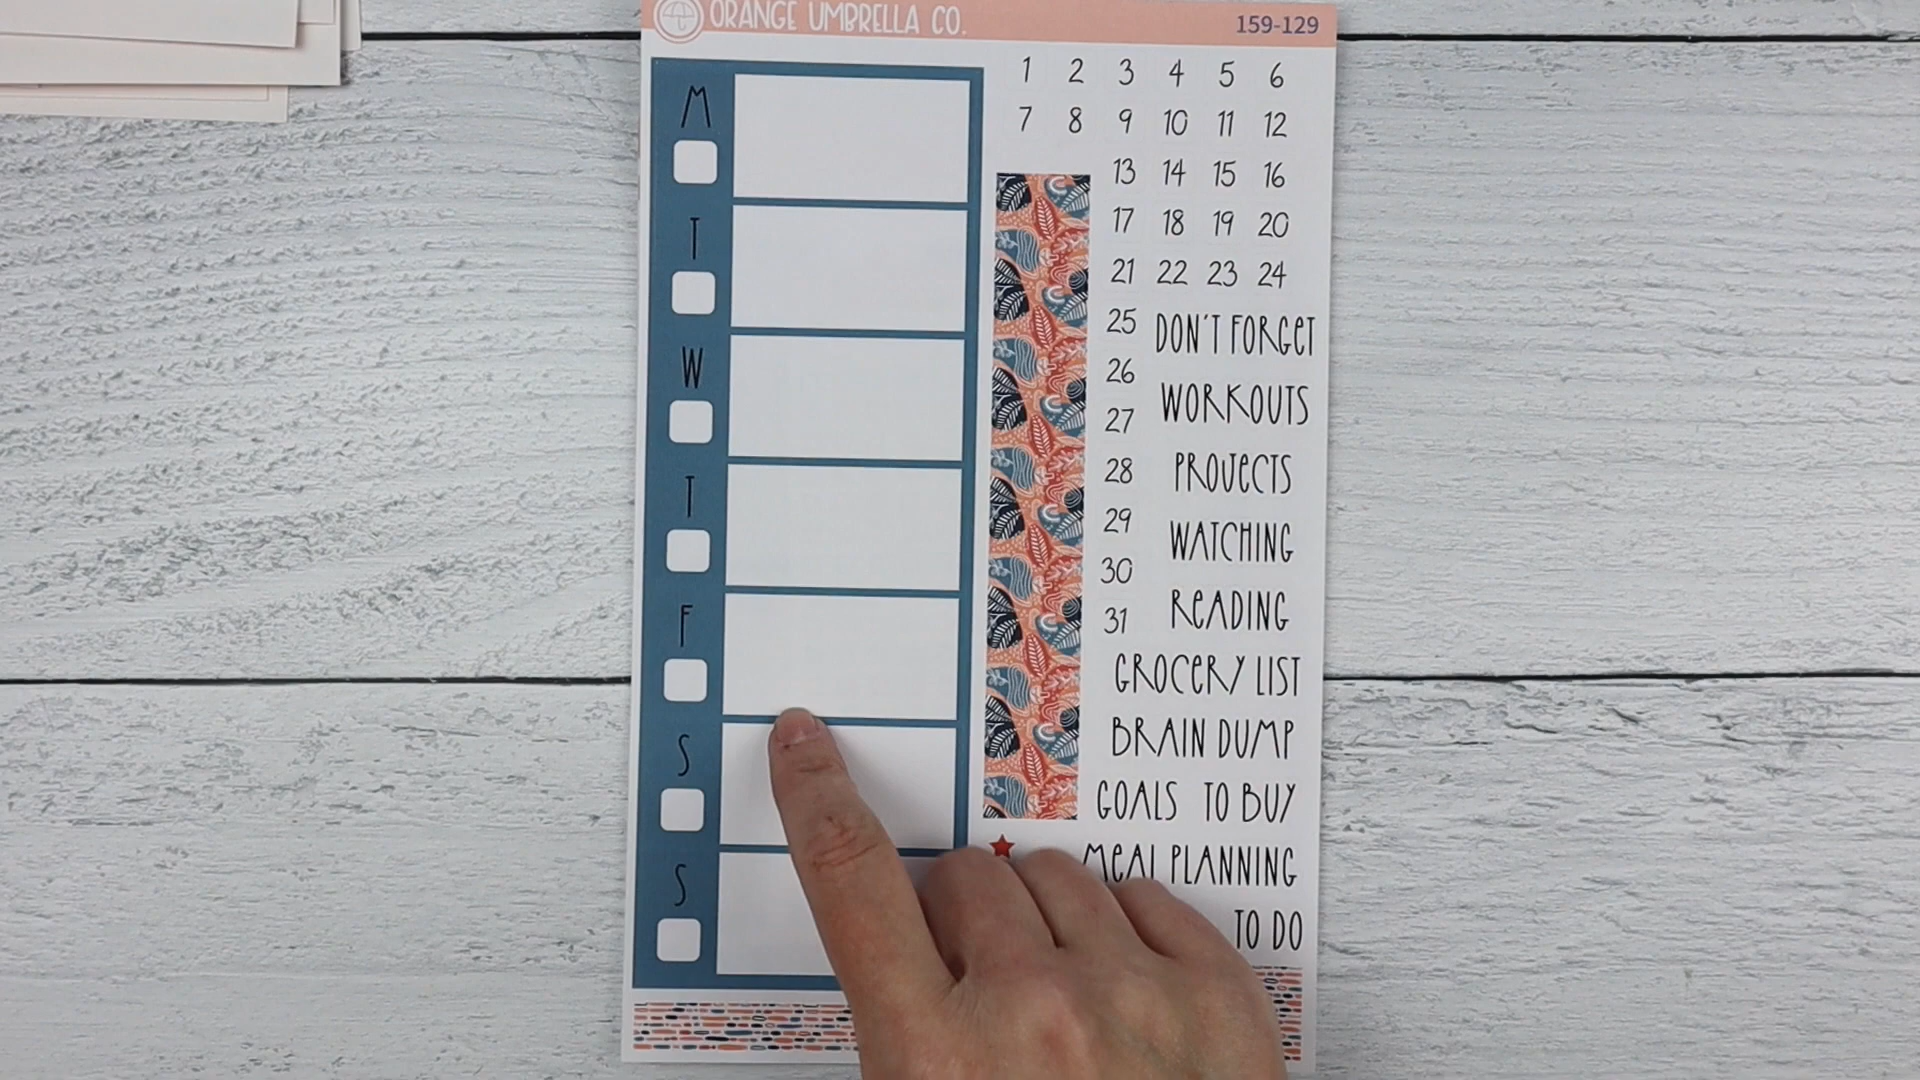 ORANGE UMBRELLA CO.
159-129
M
T
W
T
F
S
S
1 2 3 4 5 6
7 8 9 10 11 12
13 14 15 16
17 18 19 20
21 22 23 24
25
26
27
28
29
30
31
DON'T FORGET
WORKOUTS
PROJECTS
WATCHING
READING
GROCERY LIST
BRAIN DUMP
GOALS TO BUY
MEAL PLANNING
TO DO